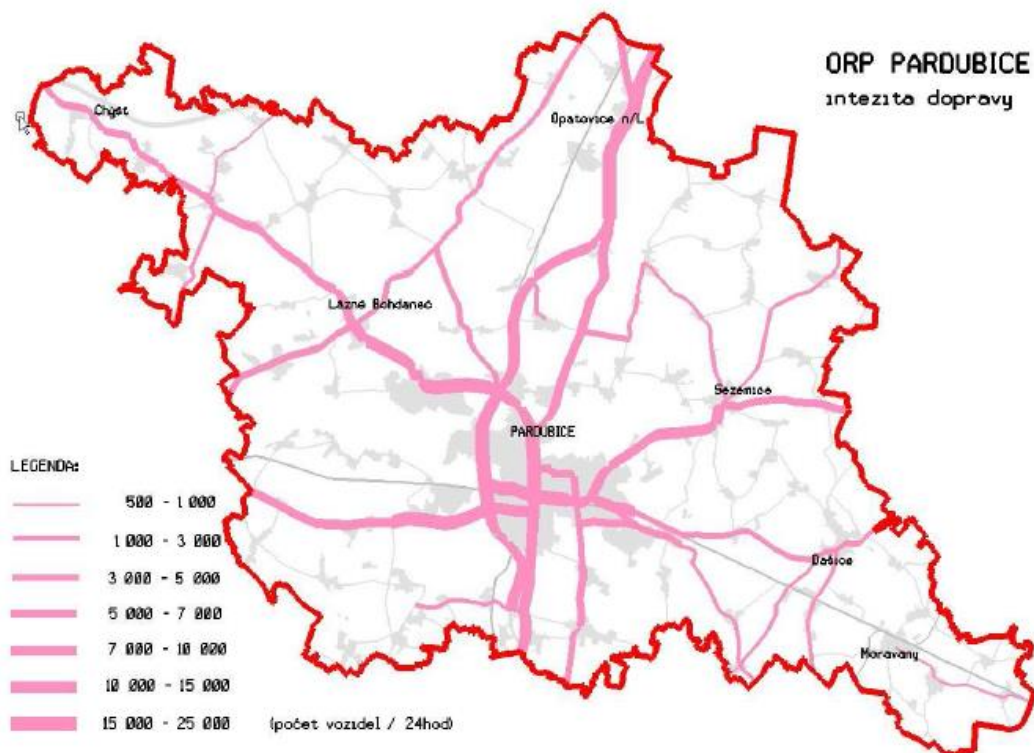 ORP PARDUBICE
intezita dopravy
Chýšť
Opatovice n/L
Lázně Bohdaneč
Sezemice
PARDUBICE
Dašice
Moravany
LEGENDA:
500 - 1 000
1 000 - 3 000
3 000 - 5 000
5 000 - 7 000
7 000 - 10 000
10 000 - 15 000
15 000 - 25 000 (počet vozidel / 24hod)